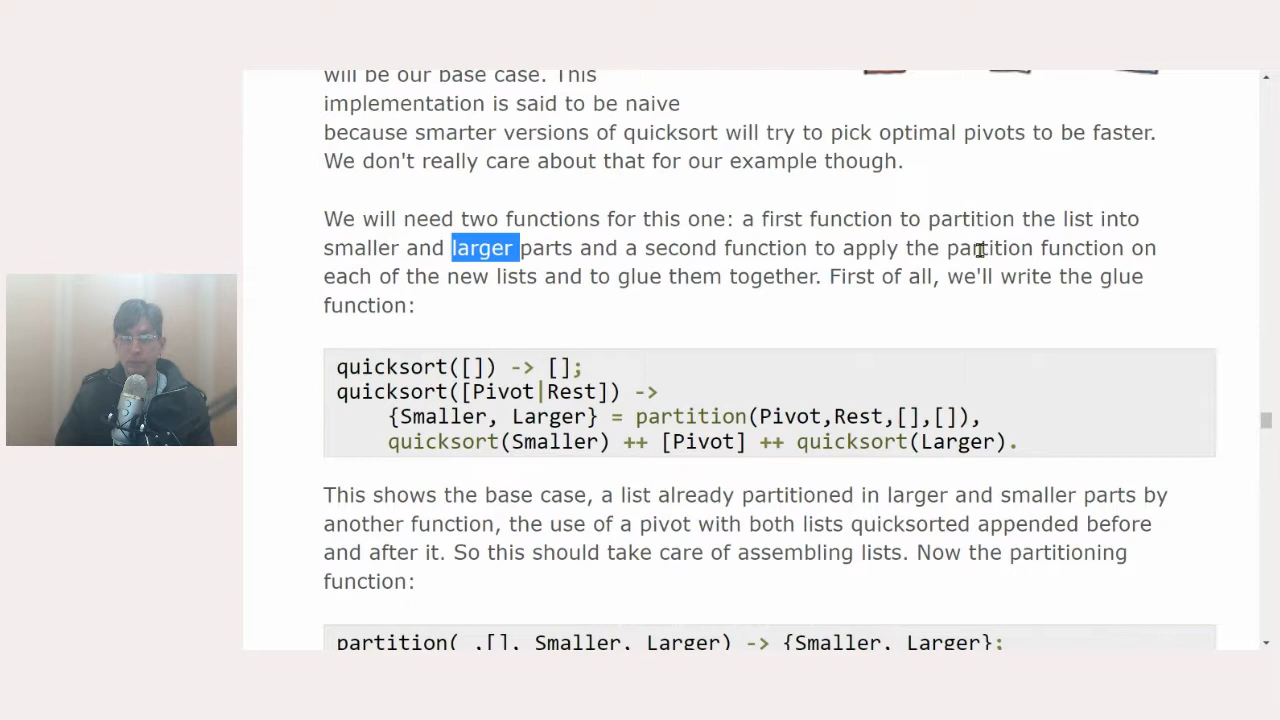 will be our base case. This
implementation is said to be naive
because smarter versions of quicksort will try to pick optimal pivots to be faster.
We don't really care about that for our example though.
We will need two functions for this one: a first function to partition the list into
smaller and larger parts and a second function to apply the partition function on
each of the new lists and to glue them together. First of all, we'll write the glue
function:
quicksort([]) -> [];
quicksort([Pivot|Rest]) ->
{Smaller, Larger} = partition(Pivot,Rest,[],[]),
quicksort(Smaller) ++ [Pivot] ++ quicksort(Larger).
This shows the base case, a list already partitioned in larger and smaller parts by
another function, the use of a pivot with both lists quicksorted appended before
and after it. So this should take care of assembling lists. Now the partitioning
function:
partition(_,[], Smaller, Larger) -> {Smaller, Larger};